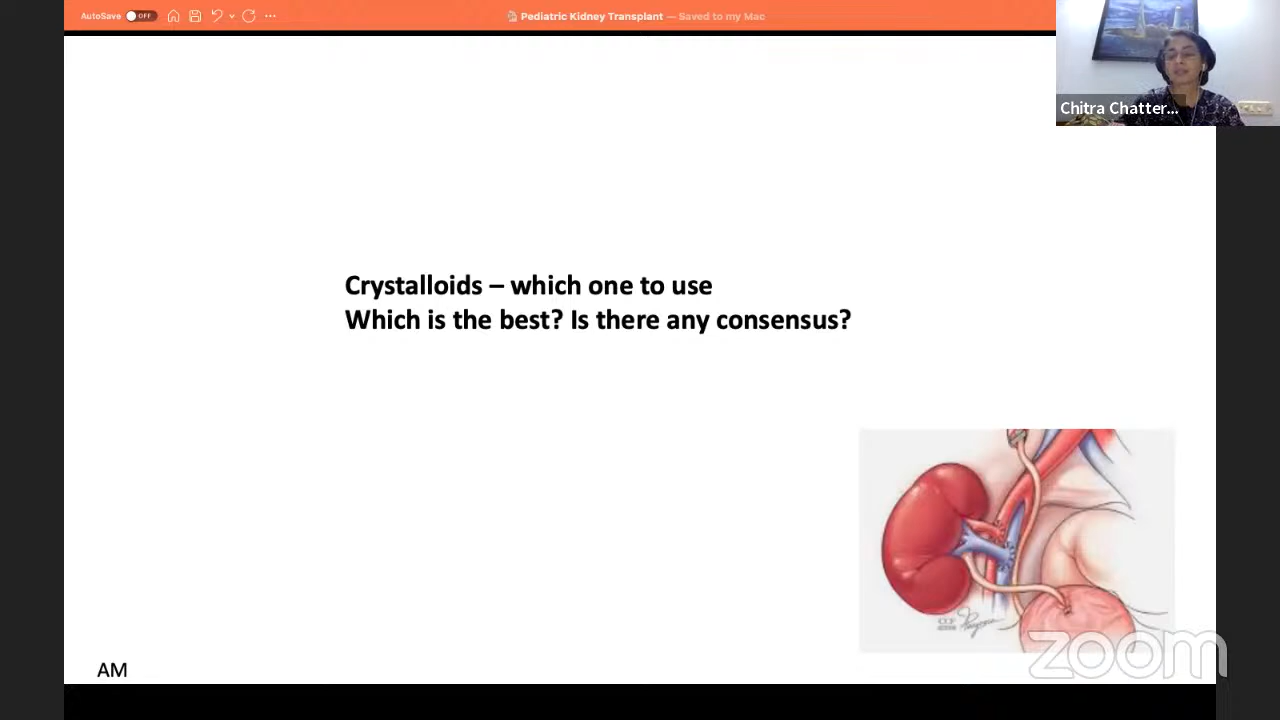 AutoSave OFF
Pediatric Kidney Transplant — Saved to my Mac
Chitra Chatter...
Crystalloids – which one to use
Which is the best? Is there any consensus?
CCF
AM
zoom